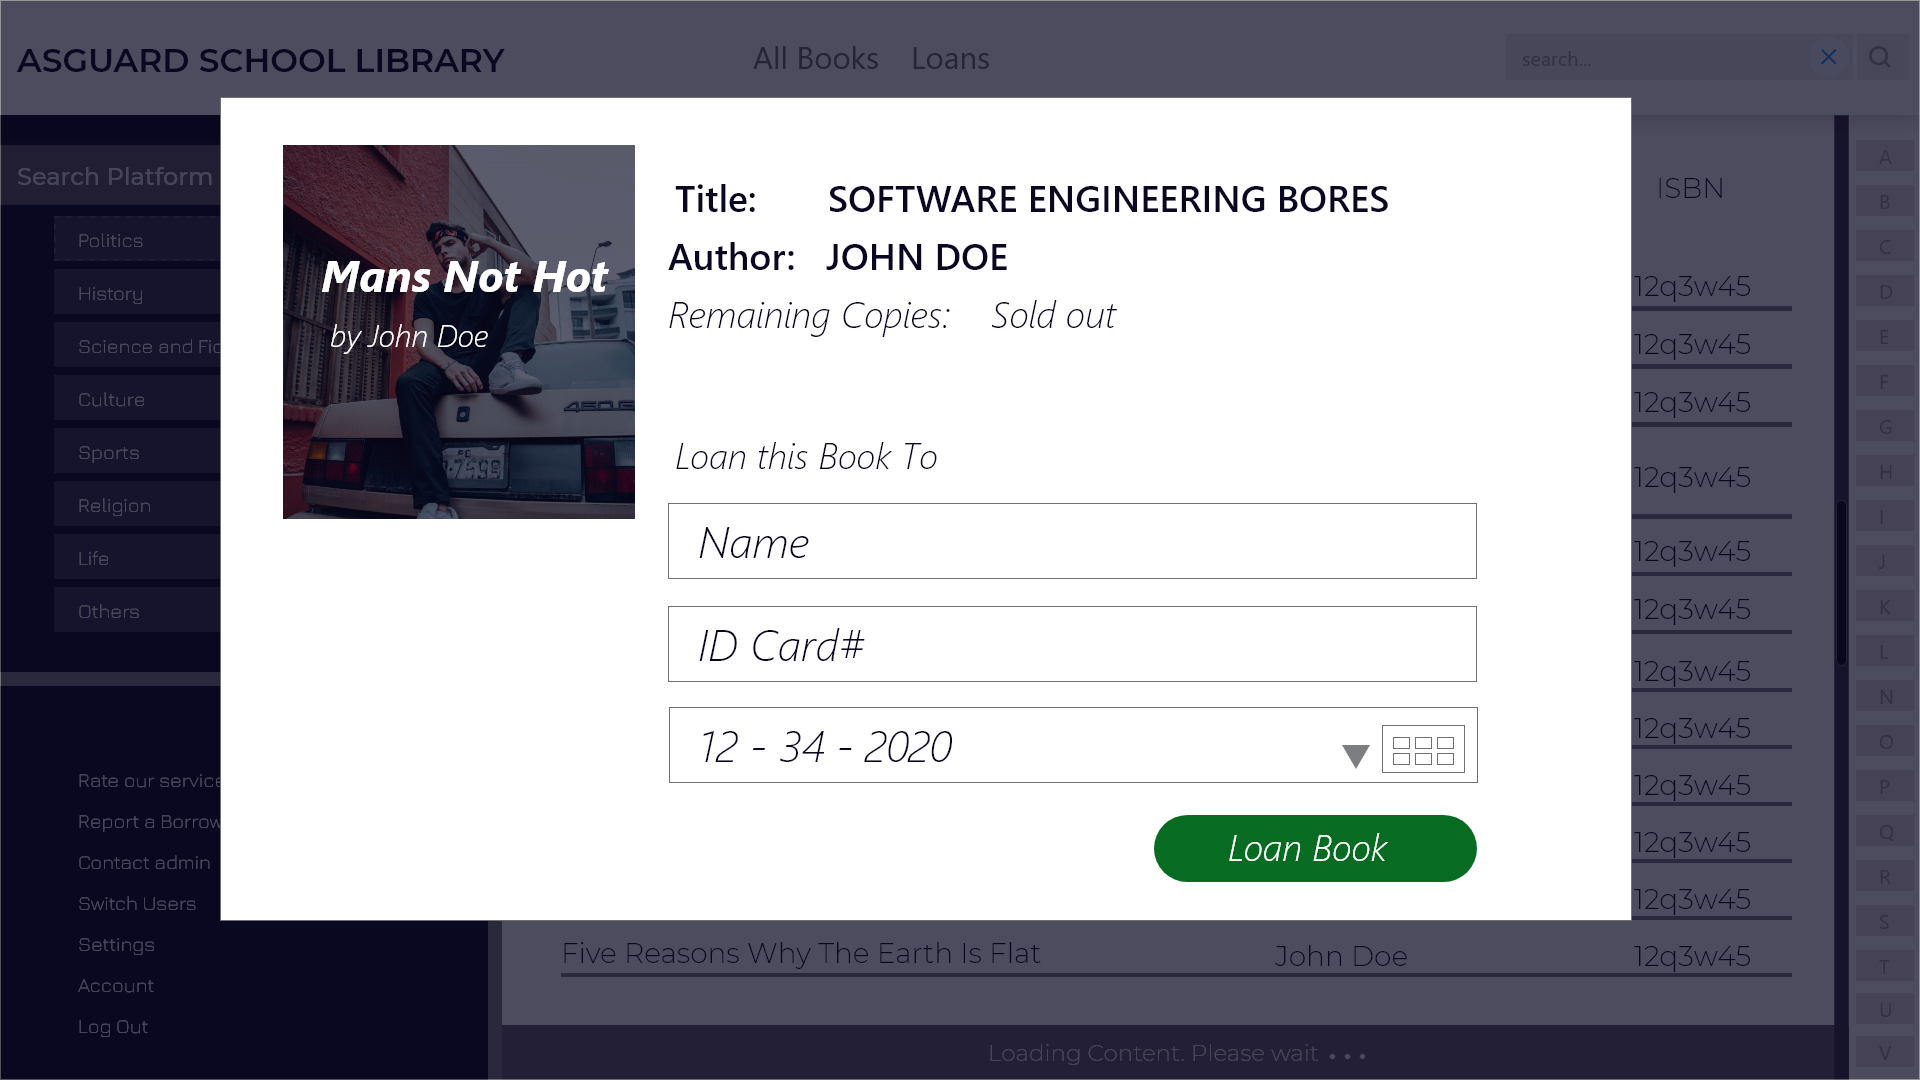 ASGUARD SCHOOL LIBRARY
All Books Loans
search...
Search Platform
Politics
History
Science and Fic
Culture
Sports
Religion
Life
Others
Rate our service
Report a Borrow
Contact admin
Switch Users
Settings
Account
Log Out
Mans Not Hot
by John Doe
Title: SOFTWARE ENGINEERING BORES
Author: JOHN DOE
Remaining Copies: Sold out
Loan this Book To
Name
ID Card#
12 - 34 - 2020
Loan Book
ISBN
12q3w45
12q3w45
12q3w45
12q3w45
12q3w45
12q3w45
12q3w45
12q3w45
12q3w45
12q3w45
12q3w45
Five Reasons Why The Earth Is Flat John Doe 12q3w45
Loading Content. Please wait • • •
A
B
C
D
E
F
G
H
I
J
K
L
N
O
P
Q
R
S
T
U
V